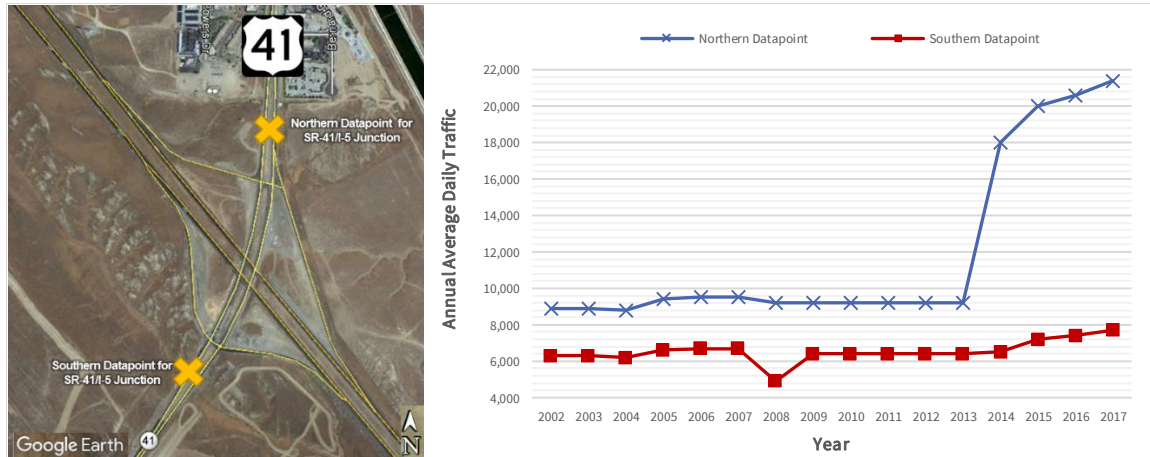 41
Northern Datapoint for
SR-41/I-5 Junction
Southern Datapoint for
SR-41/I-5 Junction
41
Google Earth
N
Northern Datapoint
Southern Datapoint
Annual Average Daily Traffic
22,000
20,000
18,000
16,000
14,000
12,000
10,000
8,000
6,000
4,000
2002 2003 2004 2005 2006 2007 2008 2009 2010 2011 2012 2013 2014 2015 2016 2017
Year